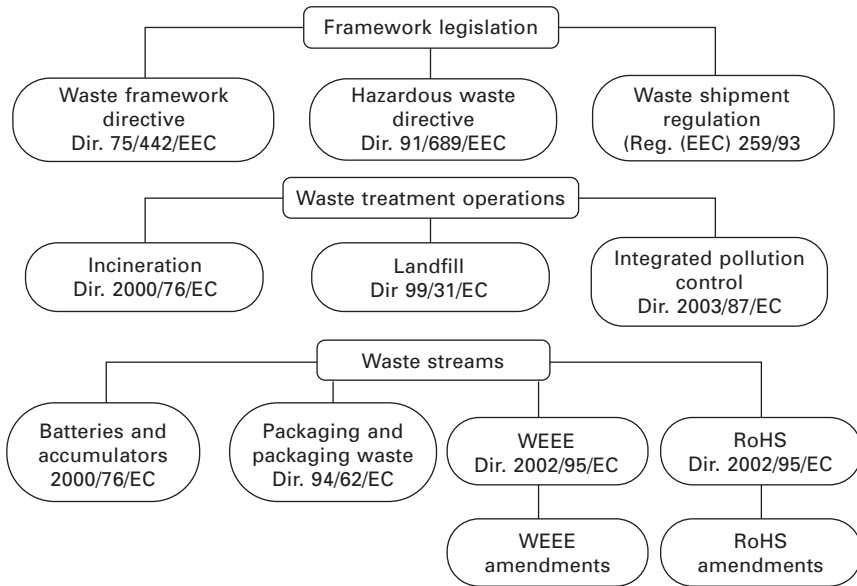 Framework legislation
Waste framework
directive
Dir. 75/442/EEC
Hazardous waste
directive
Dir. 91/689/EEC
Waste shipment
regulation
(Reg. (EEC) 259/93
Waste treatment operations
Incineration
Dir. 2000/76/EC
Landfill
Dir 99/31/EC
Integrated pollution
control
Dir. 2003/87/EC
Waste streams
Batteries and
accumulators
2000/76/EC
Packaging and
packaging waste
Dir. 94/62/EC
WEEE
Dir. 2002/95/EC
RoHS
Dir. 2002/95/EC
WEEE
amendments
RoHS
amendments